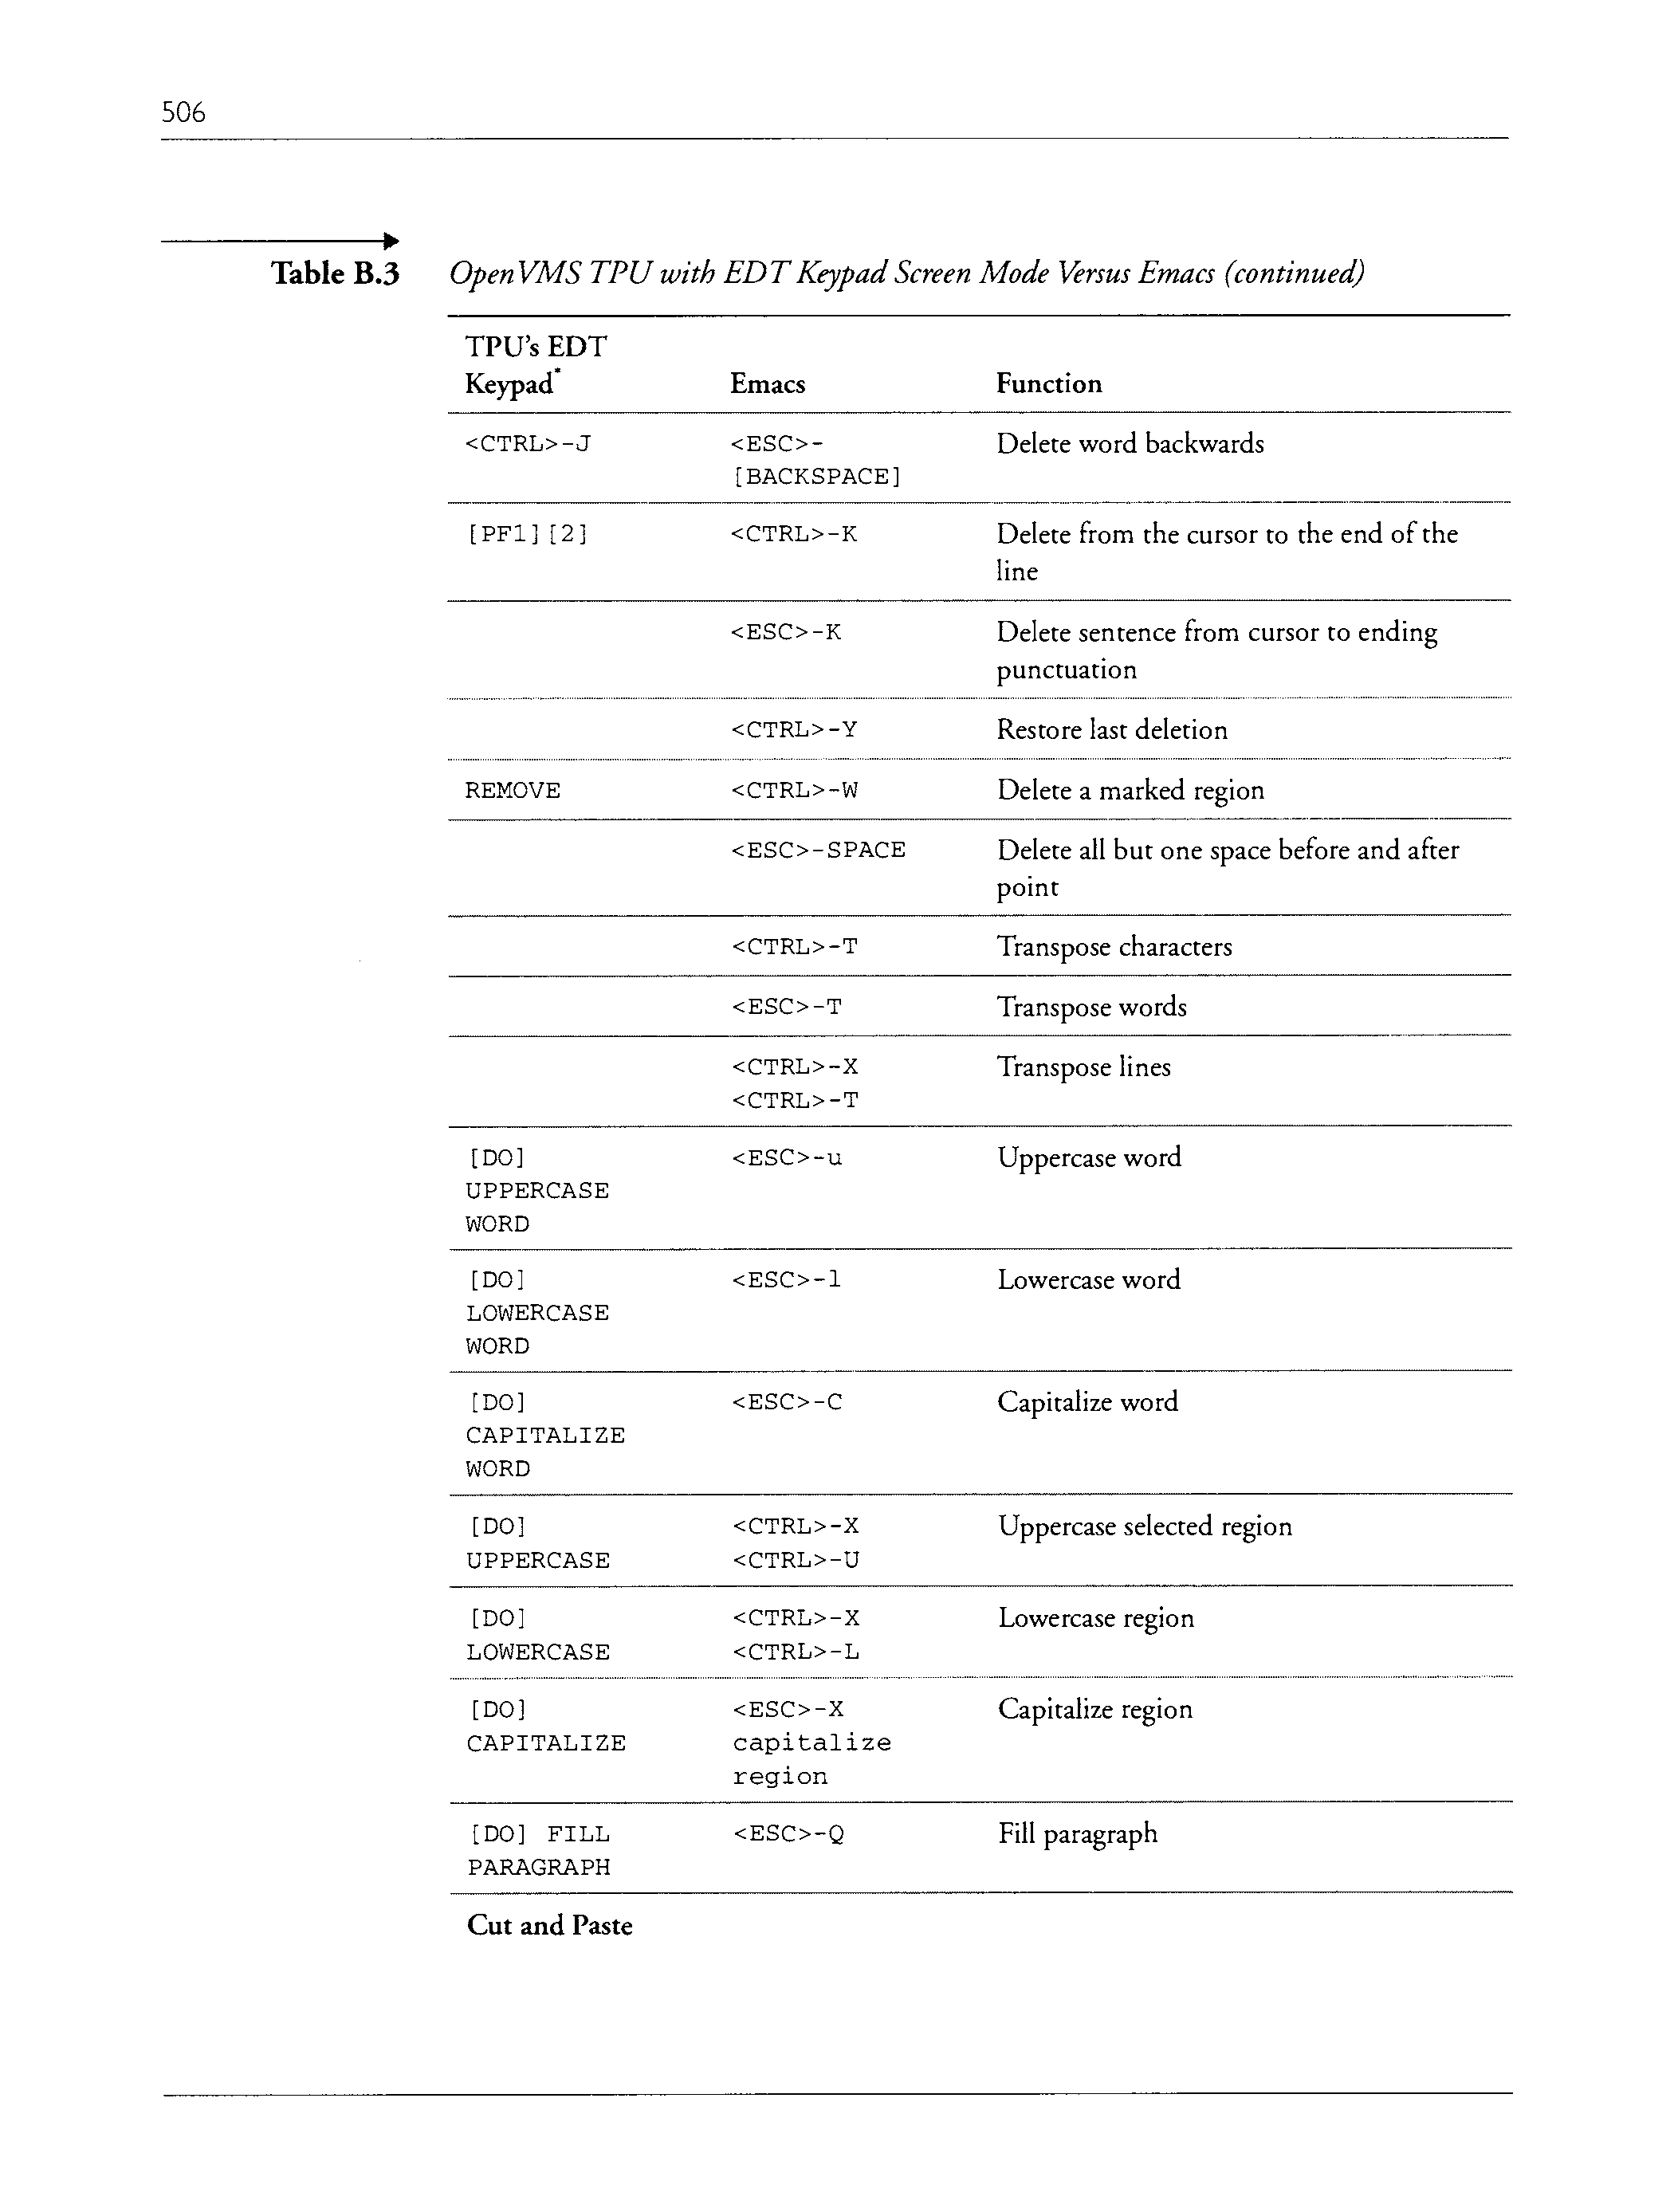 506
Table B.3 OpenVMS TPU with EDT Keypad Screen Mode Versus Emacs (continued)
TPU's EDT
Keypad* Emacs Function
<CTRL>-J <ESC>- Delete word backwards
[BACKSPACE]
[PF1][2] <CTRL>-K Delete from the cursor to the end of the
line
<ESC>-K Delete sentence from cursor to ending
punctuation
<CTRL>-Y Restore last deletion
REMOVE <CTRL>-W Delete a marked region
<ESC>-SPACE Delete all but one space before and after
point
<CTRL>-T Transpose characters
<ESC>-T Transpose words
<CTRL>-X Transpose lines
<CTRL>-T
[DO] <ESC>-u Uppercase word
UPPERCASE
WORD
[DO] <ESC>-l Lowercase word
LOWERCASE
WORD
[DO] <ESC>-C Capitalize word
CAPITALIZE
WORD
[DO] <CTRL>-X Uppercase selected region
UPPERCASE <CTRL>-U
[DO] <CTRL>-X Lowercase region
LOWERCASE <CTRL>-L
[DO] <ESC>-X Capitalize region
CAPITALIZE capitalize
region
[DO] FILL <ESC>-Q Fill paragraph
PARAGRAPH
Cut and Paste